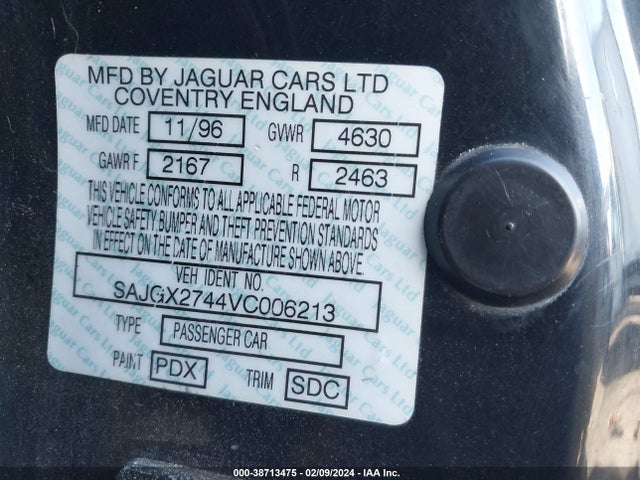 MFD BY JAGUAR CARS LTD
COVENTRY ENGLAND
MFD DATE 11/96 GVWR 4630
GAWR F 2167 R 2463
THIS VEHICLE CONFORMS TO ALL APPLICABLE FEDERAL MOTOR
VEHICLE SAFETY BUMPER AND THEFT PREVENTION STANDARDS
IN EFFECT ON THE DATE OF MANUFACTURE SHOWN ABOVE.
VEH IDENT NO.
SAJGX2744VC006213
TYPE PASSENGER CAR
PAINT PDX TRIM SDC
000-38713475 - 02/09/2024 - IAA Inc.